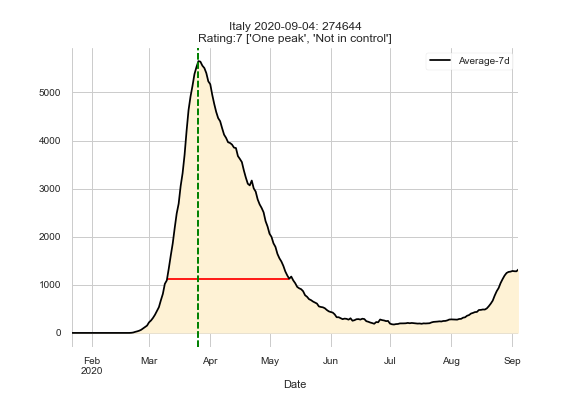 Italy 2020-09-04: 274644
Rating:7 ['One peak', 'Not in control']
Average-7d
5000
4000
3000
2000
1000
0
Feb Mar Apr May Jun Jul Aug Sep
2020
Date